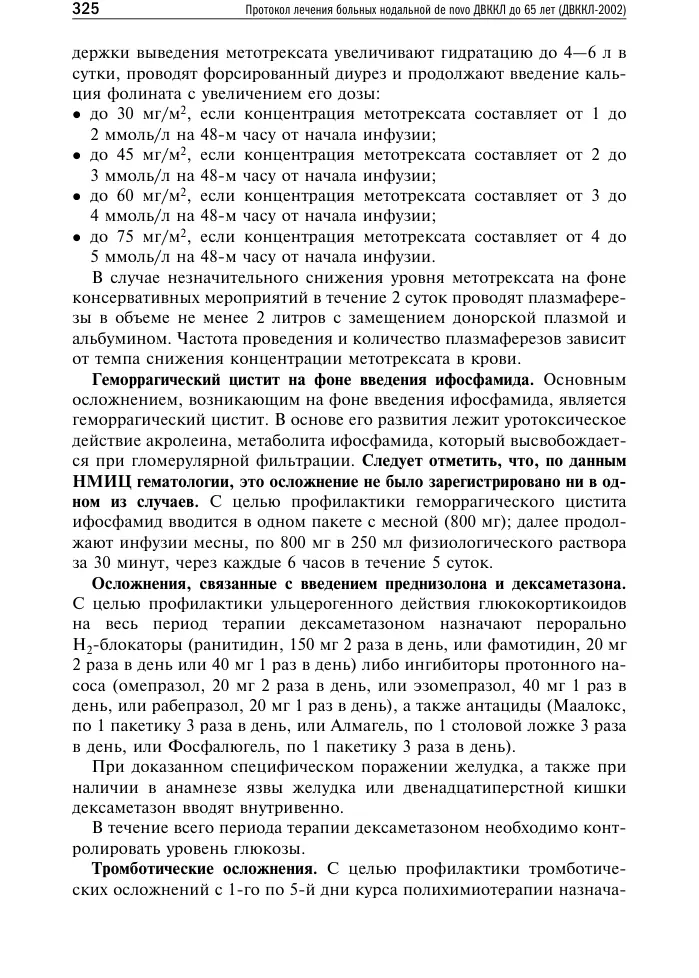 325 Протокол лечения больных нодальной de novo ДВККЛ до 65 лет (ДВККЛ-2002)
держки выведения метотрексата увеличивают гидратацию до 4—6 л в
сутки, проводят форсированный диурез и продолжают введение каль-
ция фолината с увеличением его дозы:
• до 30 мг/м², если концентрация метотрексата составляет от 1 до
2 ммоль/л на 48-м часу от начала инфузии;
• до 45 мг/м², если концентрация метотрексата составляет от 2 до
3 ммоль/л на 48-м часу от начала инфузии;
• до 60 мг/м², если концентрация метотрексата составляет от 3 до
4 ммоль/л на 48-м часу от начала инфузии;
• до 75 мг/м², если концентрация метотрексата составляет от 4 до
5 ммоль/л на 48-м часу от начала инфузии.
В случае незначительного снижения уровня метотрексата на фоне
консервативных мероприятий в течение 2 суток проводят плазмафере-
зы в объеме не менее 2 литров с замещением донорской плазмой и
альбумином. Частота проведения и количество плазмаферезов зависит
от темпа снижения концентрации метотрексата в крови.
Геморрагический цистит на фоне введения ифосфамида. Основным
осложнением, возникающим на фоне введения ифосфамида, является
геморрагический цистит. В основе его развития лежит уротоксическое
действие акролеина, метаболита ифосфамида, который высвобождает-
ся при гломерулярной фильтрации. Следует отметить, что, по данным
НМИЦ гематологии, это осложнение не было зарегистрировано ни в од-
ном из случаев. С целью профилактики геморрагического цистита
ифосфамид вводится в одном пакете с месной (800 мг); далее продол-
жают инфузии месны, по 800 мг в 250 мл физиологического раствора
за 30 минут, через каждые 6 часов в течение 5 суток.
Осложнения, связанные с введением преднизолона и дексаметазона.
С целью профилактики ульцерогенного действия глюкокортикоидов
на весь период терапии дексаметазоном назначают перорально
H₂-блокаторы (ранитидин, 150 мг 2 раза в день, или фамотидин, 20 мг
2 раза в день или 40 мг 1 раз в день) либо ингибиторы протонного на-
соса (омепразол, 20 мг 2 раза в день, или эзомепразол, 40 мг 1 раз в
день, или рабепразол, 20 мг 1 раз в день), а также антациды (Маалокс,
по 1 пакетику 3 раза в день, или Алмагель, по 1 столовой ложке 3 раза
в день, или Фосфалюгель, по 1 пакетику 3 раза в день).
При доказанном специфическом поражении желудка, а также при
наличии в анамнезе язвы желудка или двенадцатиперстной кишки
дексаметазон вводят внутривенно.
В течение всего периода терапии дексаметазоном необходимо конт-
ролировать уровень глюкозы.
Тромботические осложнения. С целью профилактики тромботиче-
ских осложнений с 1-го по 5-й дни курса полихимиотерапии назнача-